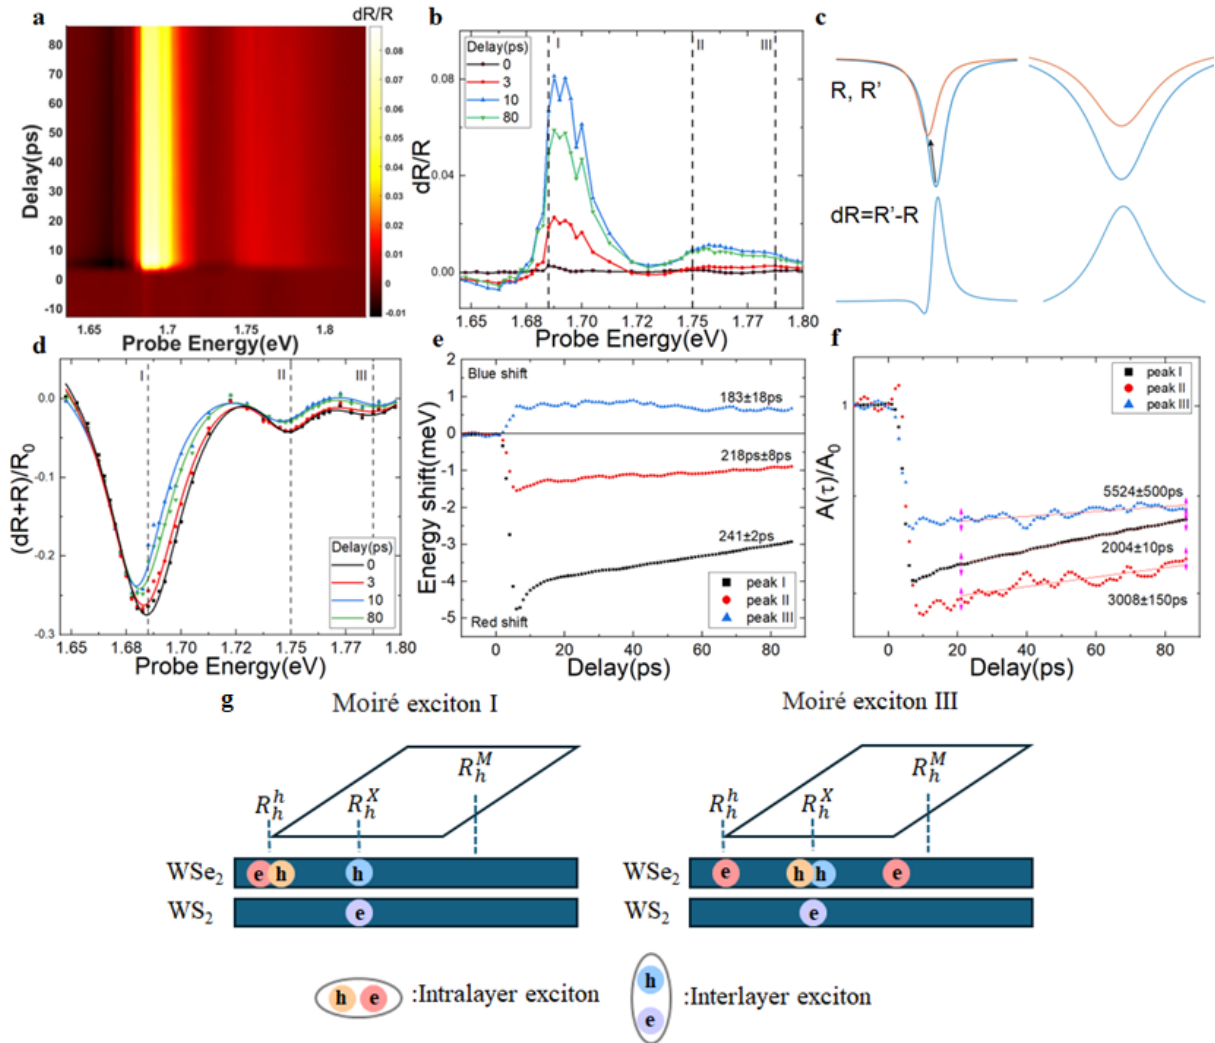 a
dR/R
Delay(ps)
80
70
60
50
40
30
20
10
0
-10
1.65
1.7
1.75
1.8
Probe Energy(eV)
0.08
0.07
0.06
0.05
0.04
0.03
0.02
0.01
0
-0.01
b
Delay(ps)
0
3
10
80
I
II
III
dR/R
0.08
0.04
0.00
1.65
1.68
1.70
1.73
1.75
1.77
1.80
Probe Energy(eV)
c
R, R'
dR=R'-R
d
I
II
III
(dR+R)/R0
0.0
-0.1
-0.2
-0.3
Delay(ps)
0
3
10
80
1.65
1.68
1.70
1.73
1.75
1.77
1.80
Probe Energy(eV)
e
Energy shift(meV)
2
1
0
-1
-2
-3
-4
-5
Blue shift
183±18ps
218ps±8ps
241±2ps
peak I
peak II
peak III
Red shift
0
20
40
60
80
Delay(ps)
f
A(τ)/A0
1
peak I
peak II
peak III
5524±500ps
2004±10ps
3008±150ps
0
20
40
60
80
Delay(ps)
g
Moiré exciton I
Moiré exciton III
R_h^h
R_h^X
R_h^M
R_h^h
R_h^X
R_h^M
WSe2
e h h
WSe2
e h h e
WS2
e
WS2
e
h e :Intralayer exciton
h
e
:Interlayer exciton